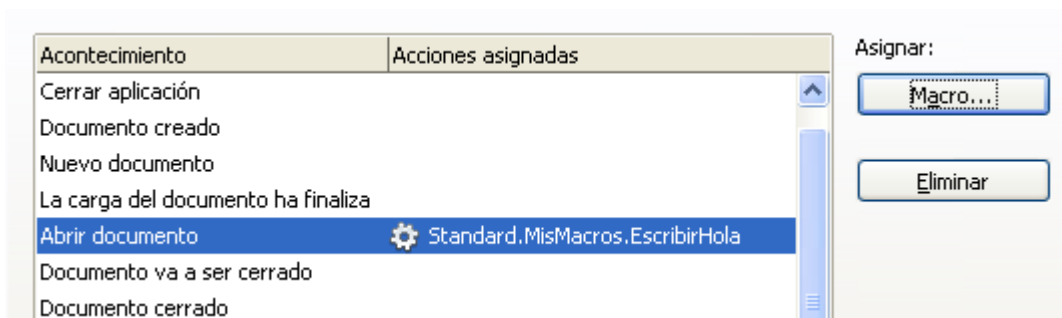 Acontecimiento Acciones asignadas
Asignar:
Cerrar aplicación
Macro...
Documento creado
Nuevo documento
Eliminar
La carga del documento ha finaliza
Abrir documento Standard.MisMacros.EscribirHola
Documento va a ser cerrado
Documento cerrado